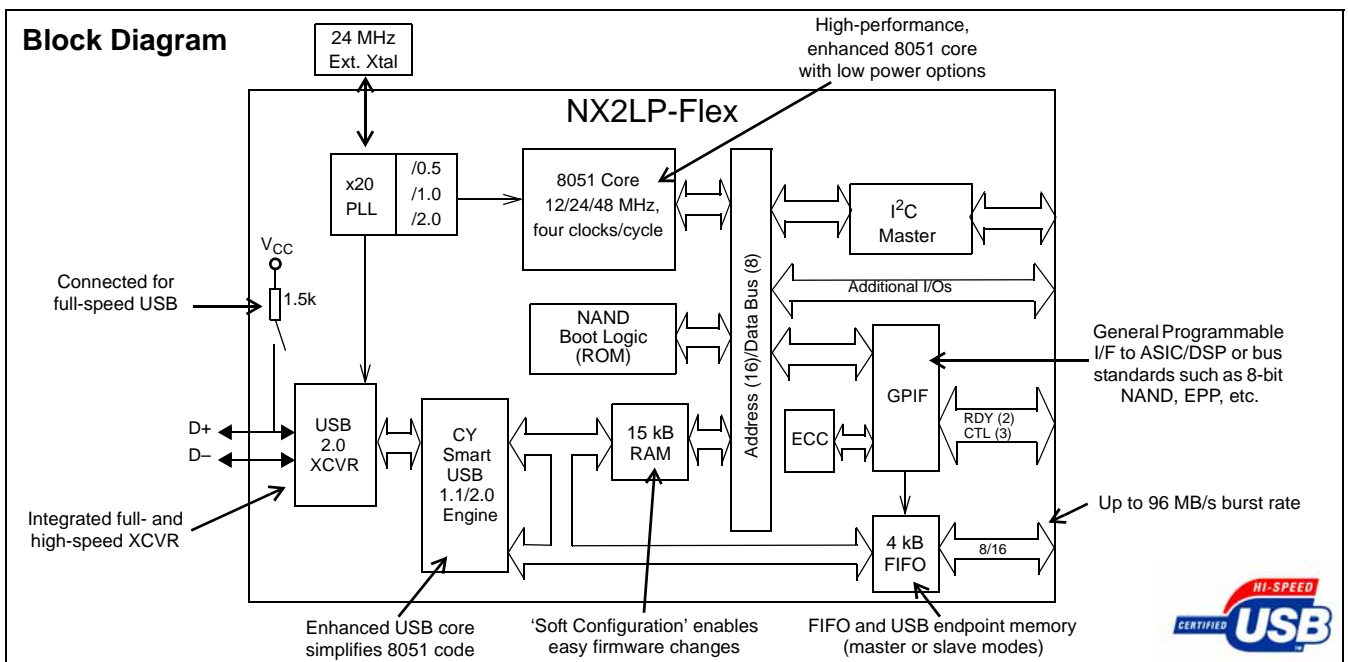 Block Diagram
24 MHz
Ext. Xtal
High-performance,
enhanced 8051 core
with low power options
NX2LP-Flex
x20
PLL
/0.5
/1.0
/2.0
8051 Core
12/24/48 MHz,
four clocks/cycle
I²C
Master
VCC
1.5k
Connected for
full-speed USB
Address (16)/Data Bus (8)
Additional I/Os
NAND
Boot Logic
(ROM)
General Programmable
I/F to ASIC/DSP or bus
standards such as 8-bit
NAND, EPP, etc.
GPIF
RDY (2)
CTL (3)
ECC
D+
D–
USB
2.0
XCVR
CY
Smart
USB
1.1/2.0
Engine
15 kB
RAM
Integrated full- and
high-speed XCVR
Up to 96 MB/s burst rate
4 kB
FIFO
8/16
Enhanced USB core
simplifies 8051 code
‘Soft Configuration’ enables
easy firmware changes
FIFO and USB endpoint memory
(master or slave modes)
HI-SPEED
CERTIFIED
USB